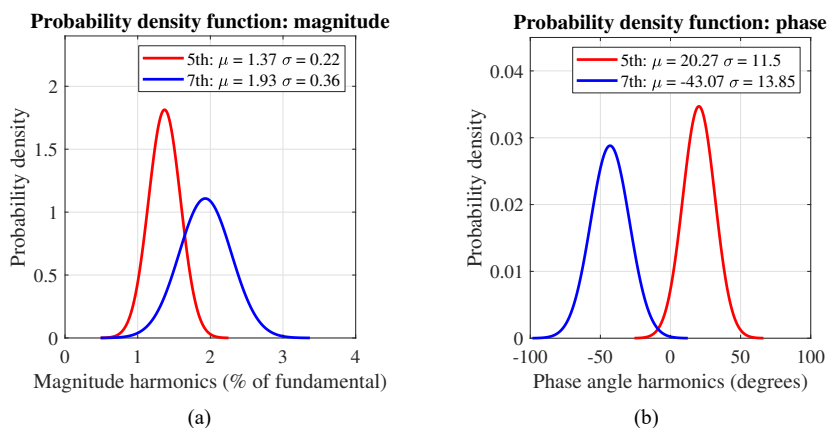 Probability density function: magnitude
5th: μ = 1.37 σ = 0.22
7th: μ = 1.93 σ = 0.36
Probability density
2
1.5
1
0.5
0
0 1 2 3 4
Magnitude harmonics (% of fundamental)
(a)
Probability density function: phase
5th: μ = 20.27 σ = 11.5
7th: μ = -43.07 σ = 13.85
Probability density
0.04
0.03
0.02
0.01
0
-100 -50 0 50 100
Phase angle harmonics (degrees)
(b)